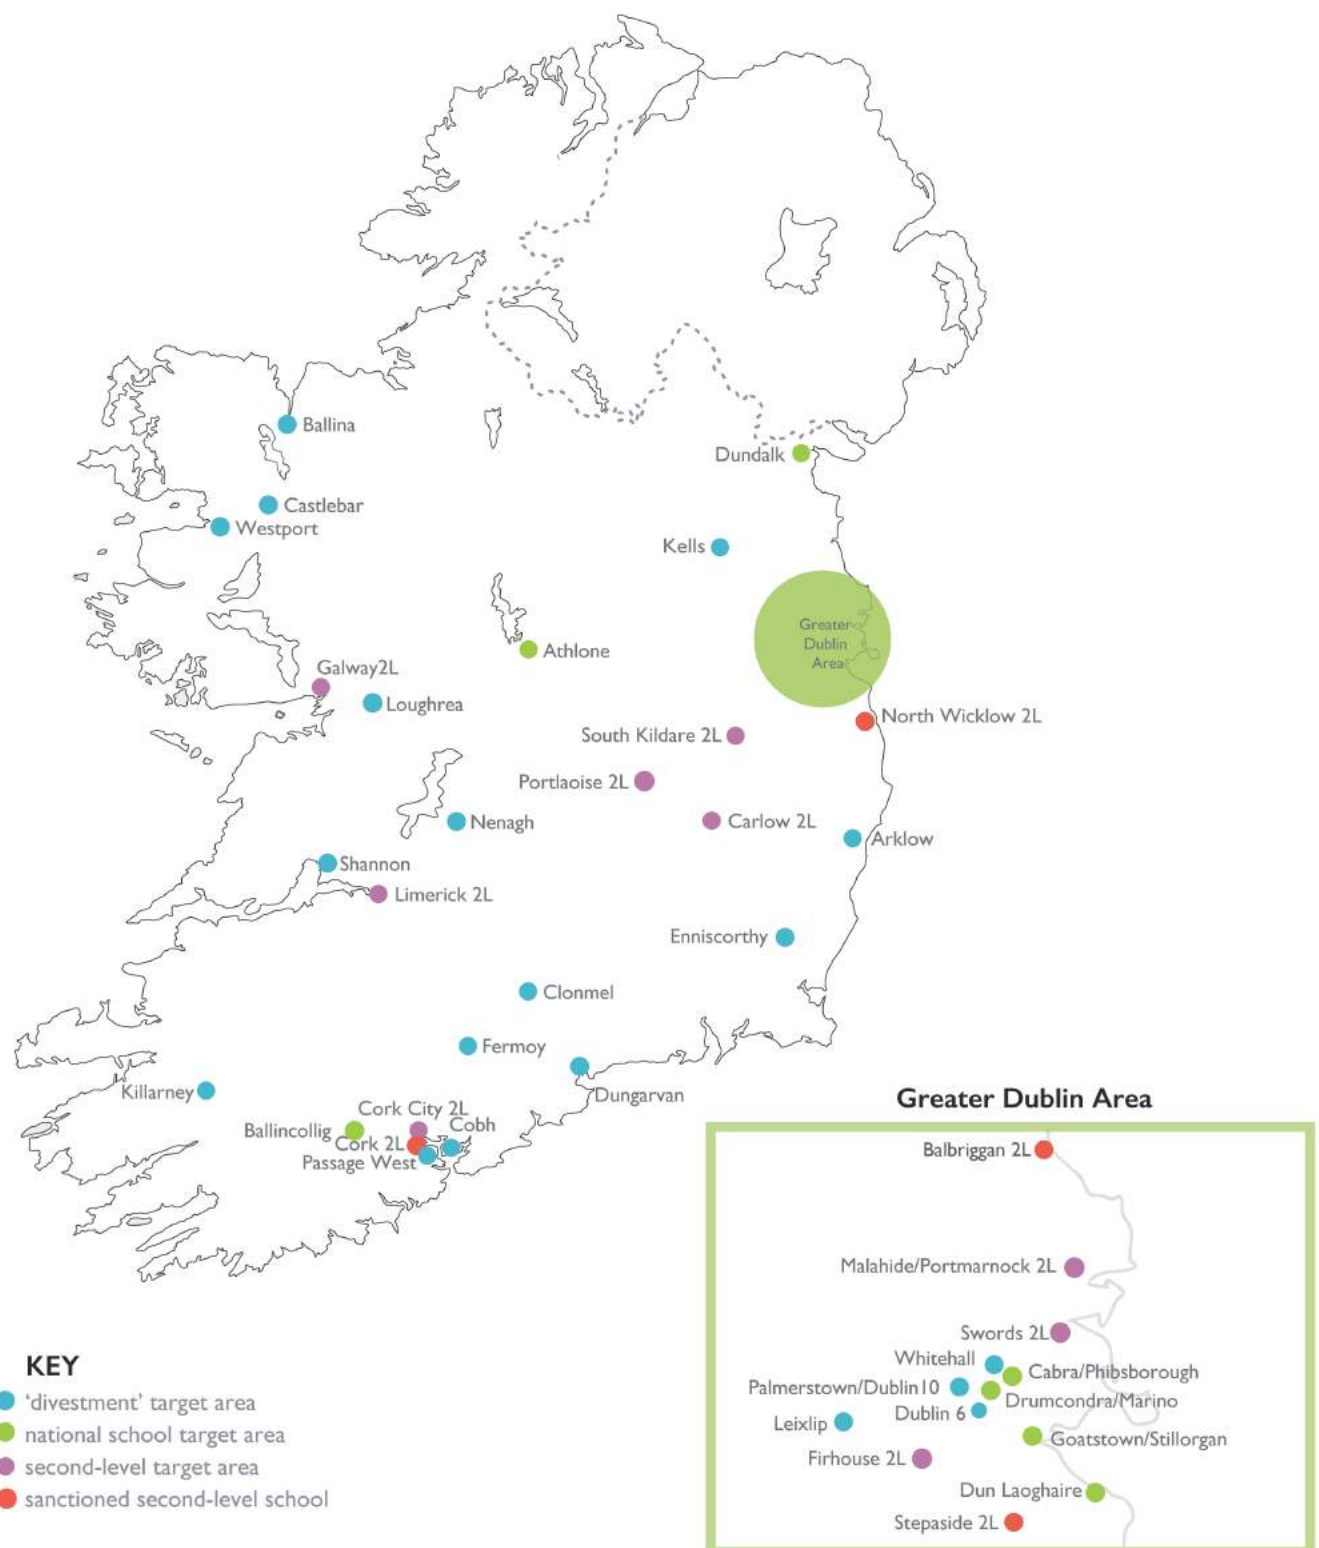 Ballina
Dundalk
Castlebar
Westport
Kells
Greater
Dublin
Area
Athlone
Galway2L
Loughrea
North Wicklow 2L
South Kildare 2L
Portlaoise 2L
Nenagh
Carlow 2L
Arklow
Shannon
Limerick 2L
Enniscorthy
Clonmel
Fermoy
Killarney
Dungarvan
Cork City 2L
Cobh
Ballincollig
Cork 2L
Passage West
Greater Dublin Area
Balbriggan 2L
Malahide/Portmarnock 2L
Swords 2L
Whitehall
Cabra/Phibsborough
Palmerstown/Dublin10
Drumcondra/Marino
Dublin 6
Leixlip
Goatstown/Stillorgan
Firhouse 2L
Dun Laoghaire
Stepaside 2L
KEY
‘divestment’ target area
national school target area
second-level target area
sanctioned second-level school